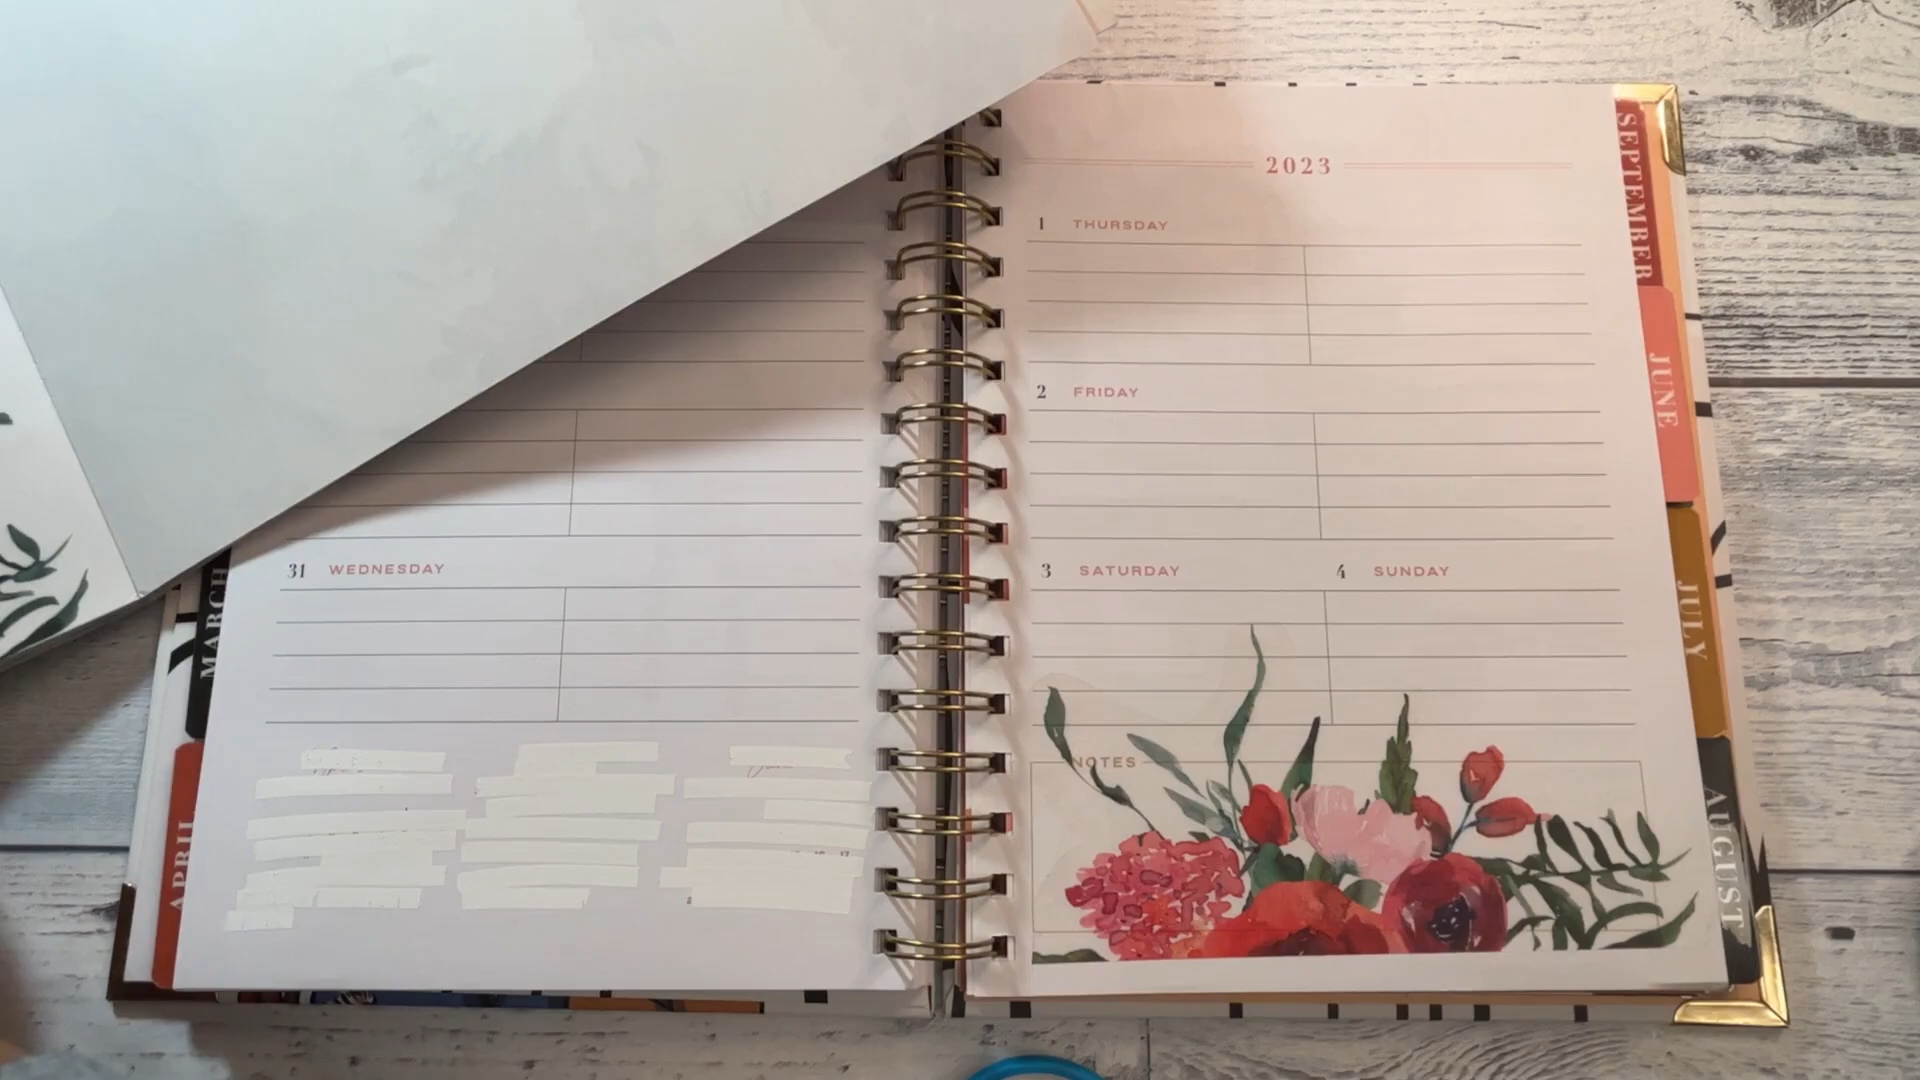 31 WEDNESDAY
MARCH
APRIL
2023
1 THURSDAY
2 FRIDAY
3 SATURDAY 4 SUNDAY
NOTES
SEPTEMBER
JUNE
JULY
AUGUST